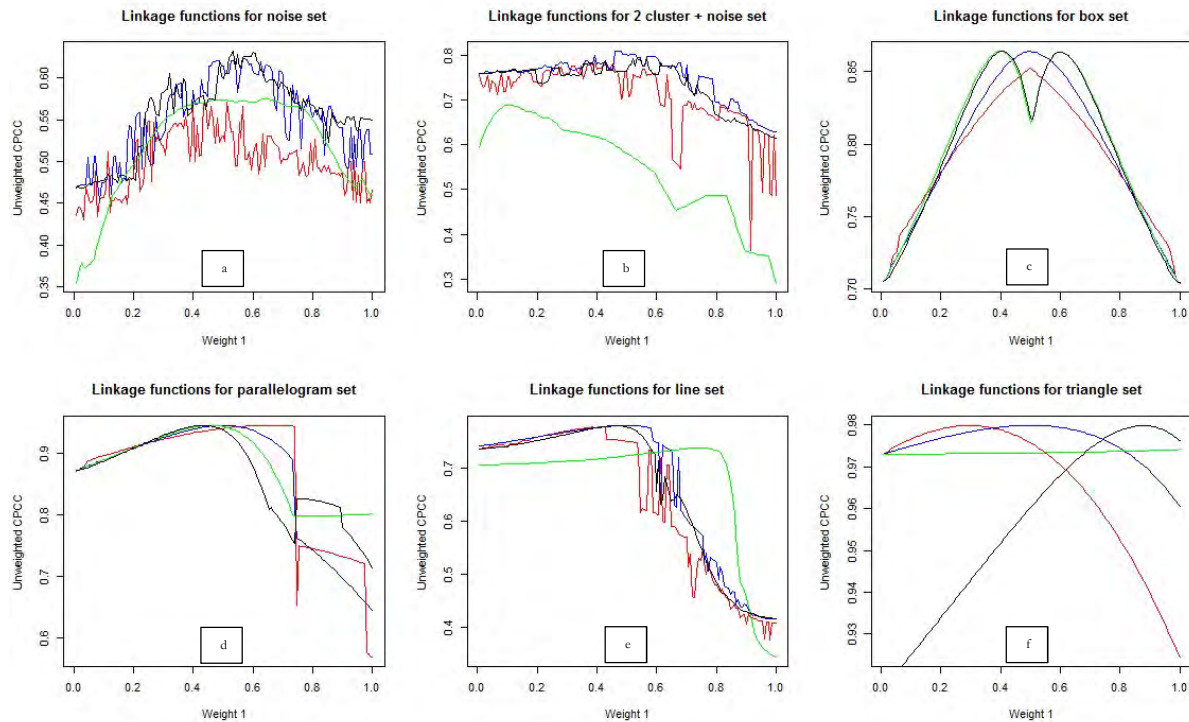 Linkage functions for noise set
Unweighted CPCC
0.35 0.40 0.45 0.50 0.55 0.60
a
0.0 0.2 0.4 0.6 0.8 1.0
Weight 1
Linkage functions for 2 cluster + noise set
Unweighted CPCC
0.3 0.4 0.5 0.6 0.7 0.8
b
0.0 0.2 0.4 0.6 0.8 1.0
Weight 1
Linkage functions for box set
Unweighted CPCC
0.70 0.75 0.80 0.85
c
0.0 0.2 0.4 0.6 0.8 1.0
Weight 1
Linkage functions for parallelogram set
Unweighted CPCC
0.6 0.7 0.8 0.9
d
0.0 0.2 0.4 0.6 0.8 1.0
Weight 1
Linkage functions for line set
Unweighted CPCC
0.4 0.5 0.6 0.7
e
0.0 0.2 0.4 0.6 0.8 1.0
Weight 1
Linkage functions for triangle set
Unweighted CPCC
0.93 0.94 0.95 0.96 0.97 0.98
f
0.0 0.2 0.4 0.6 0.8 1.0
Weight 1